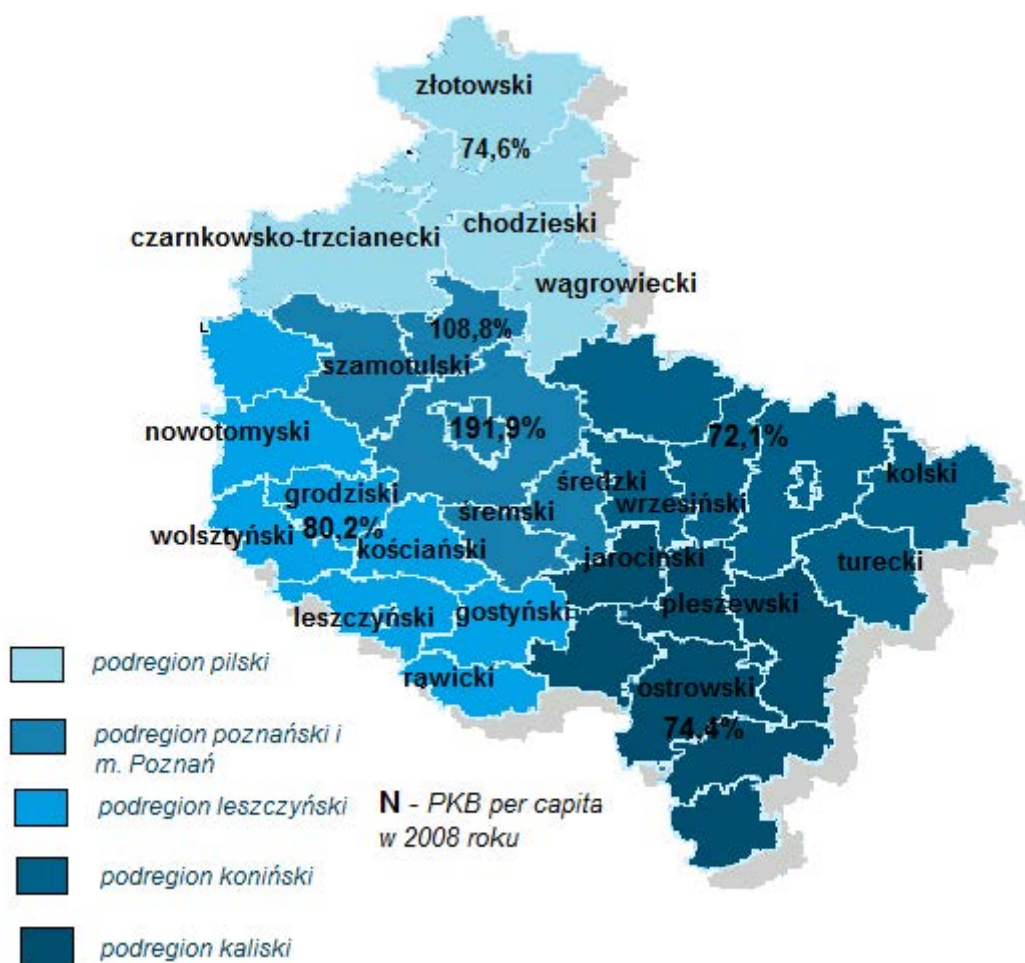 złotowski
74,6%
chodzieski
czarnkowsko-trzcianecki
wągrowiecki
108,8%
szamotulski
nowotomyski
191,9%
72,1%
średzki
kolski
grodziski
wrzesiński
śremski
wolsztyński
80,2%
kościański
jarociński
turecki
pleszewski
leszczyński
gostyński
rawicki
ostrowski
74,4%
podregion pilski
podregion poznański i
m. Poznań
podregion leszczyński
N - PKB per capita
w 2008 roku
podregion koniński
podregion kaliski